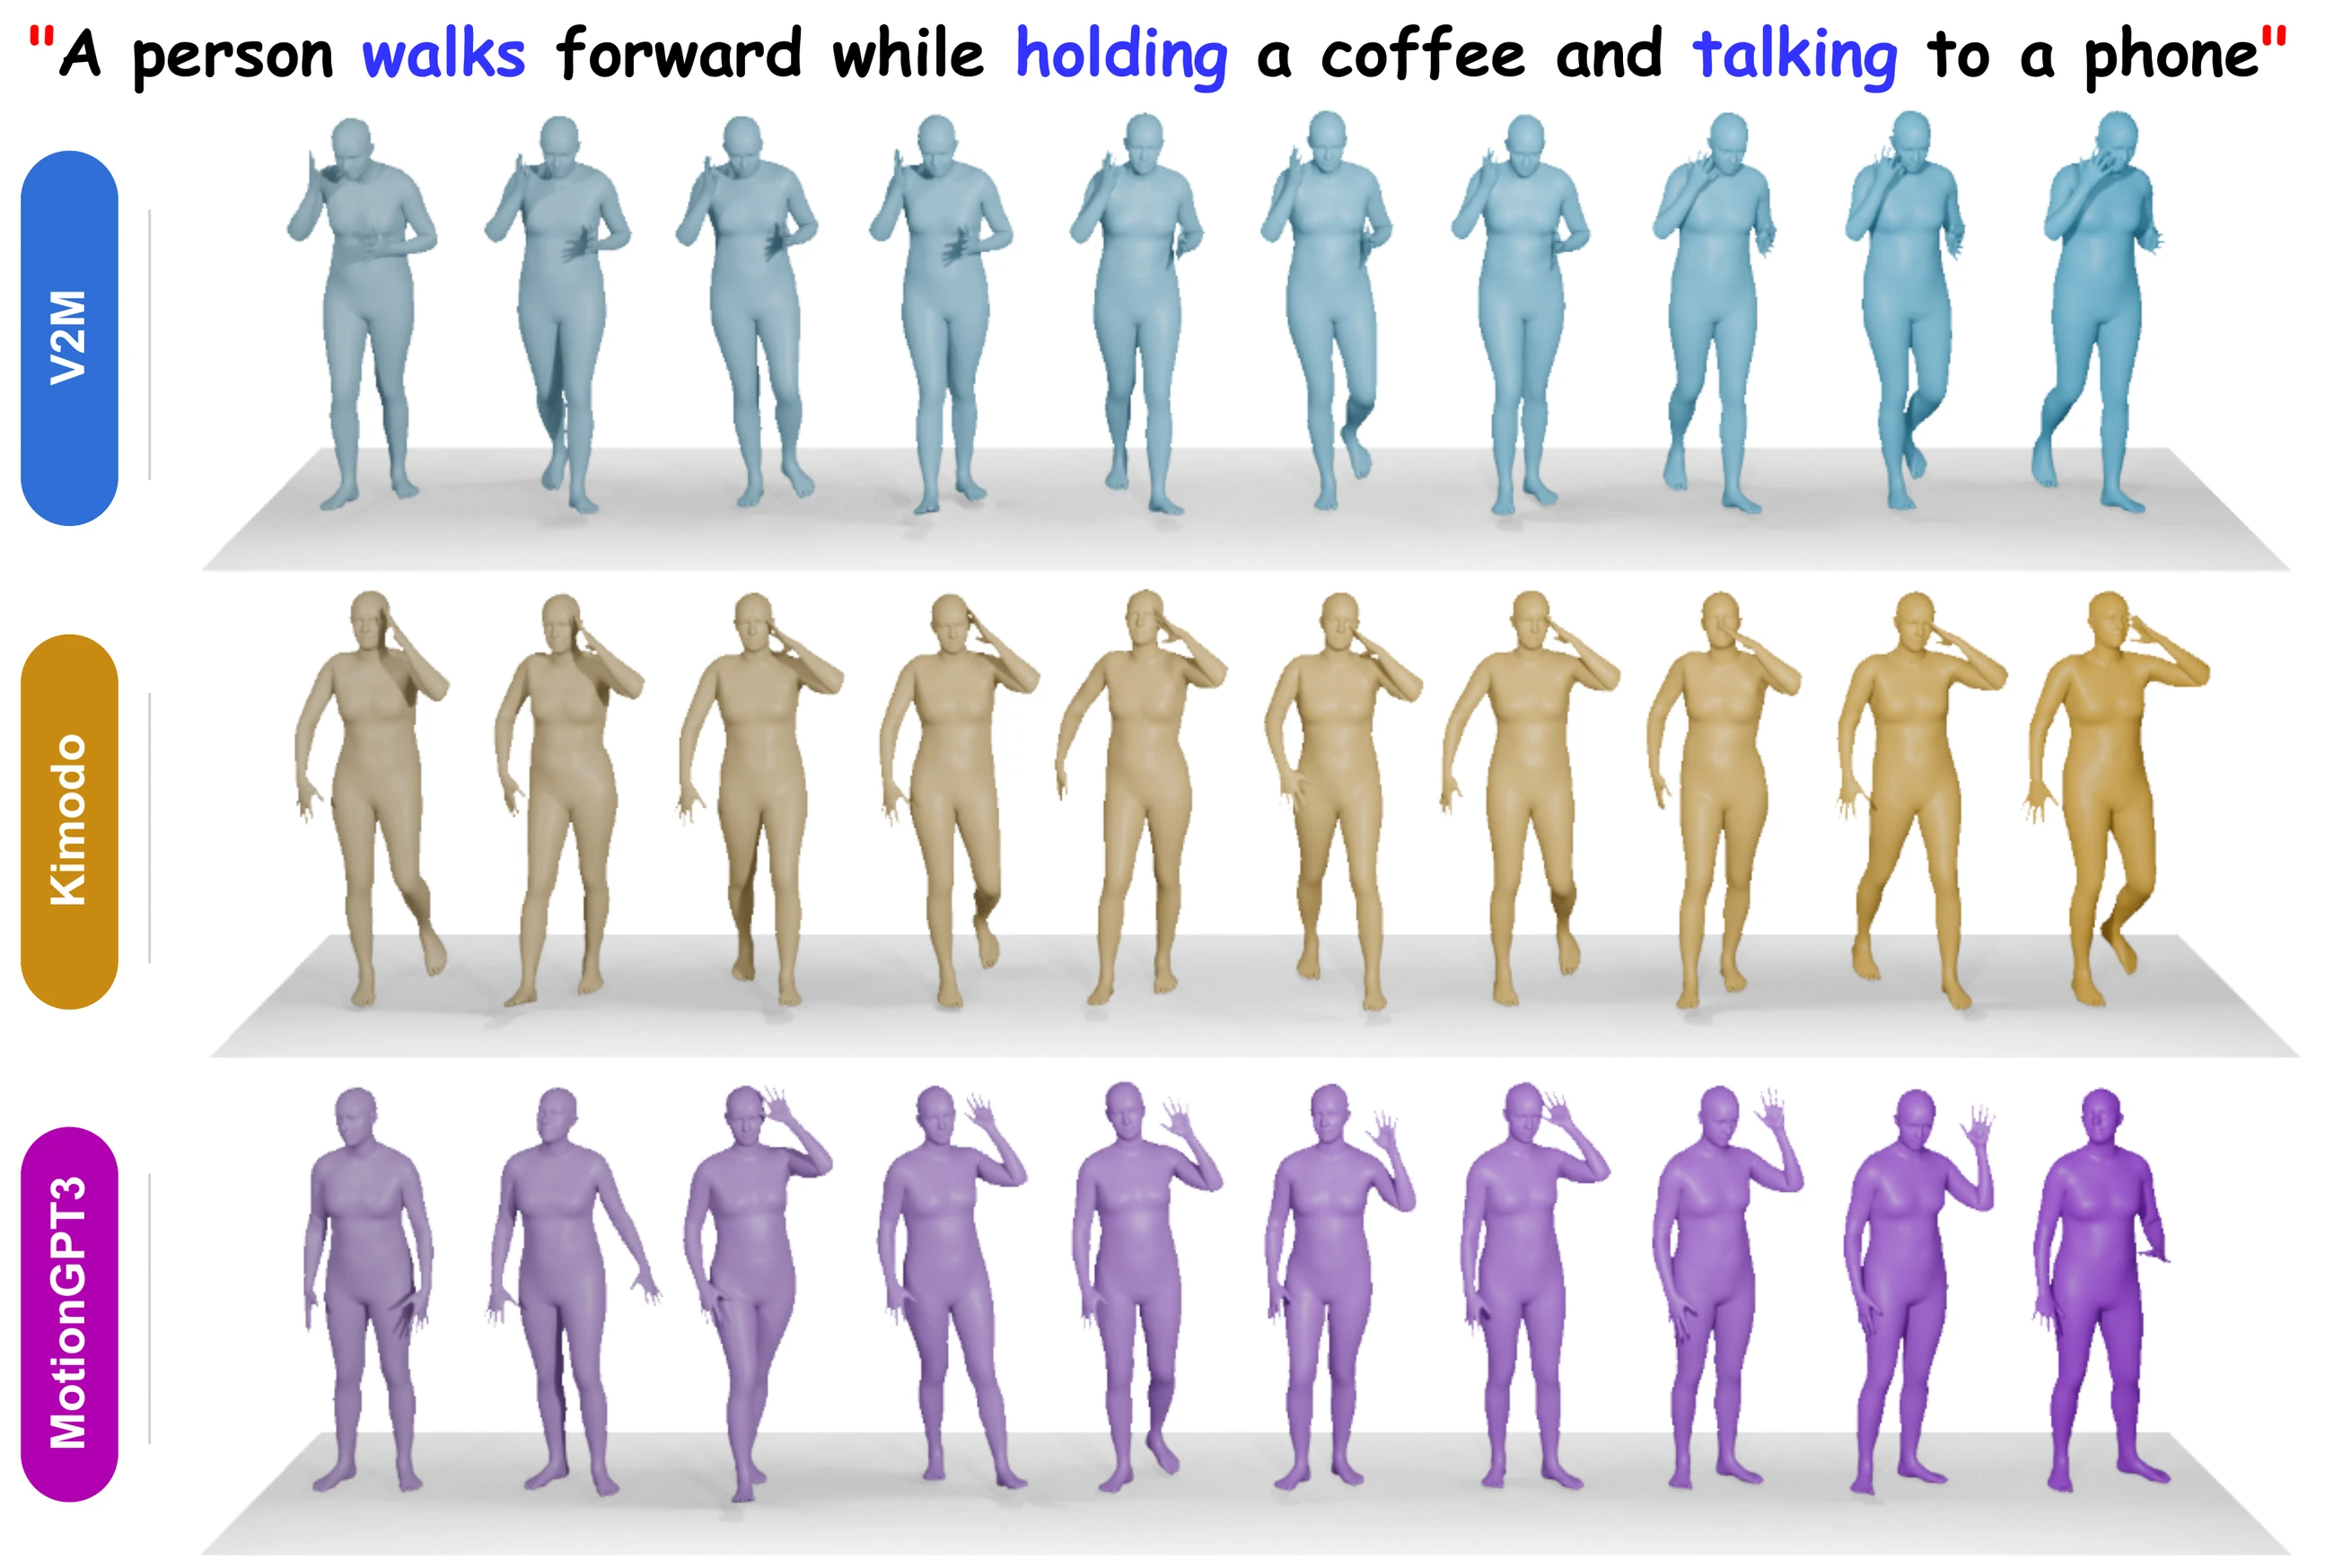 "A person walks forward while holding a coffee and talking to a phone"
V2M
Kimodo
MotionGPT3